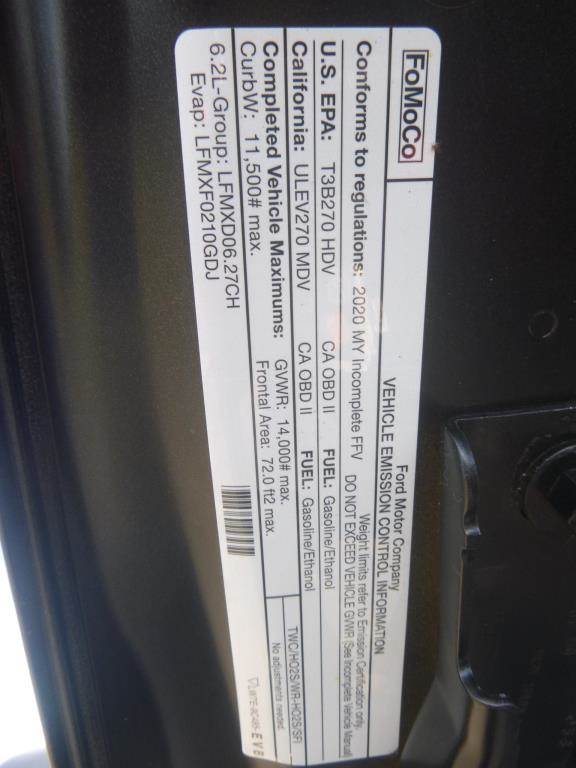 FoMoCo
Ford Motor Company
VEHICLE EMISSION CONTROL INFORMATION
Conforms to regulations: 2020 MY Incomplete FFV
Weight limits refer to Emission Certification only.
DO NOT EXCEED VEHICLE GVWR (See Incomplete Vehicle Manual
U.S. EPA: T3B270 HDV CA OBD II FUEL: Gasoline/Ethanol
California: ULEV270 MDV CA OBD II FUEL: Gasoline/Ethanol
TWC/HO2S/WR-HO2S/SFI
No adjustments needed.
Completed Vehicle Maximums: GVWR: 14,000# max.
CurbW: 11,500# max. Frontal Area: 72.0 ft2 max.
6.2L-Group: LFMXD06.27CH
Evap: LFMXF0210GDJ
EVB